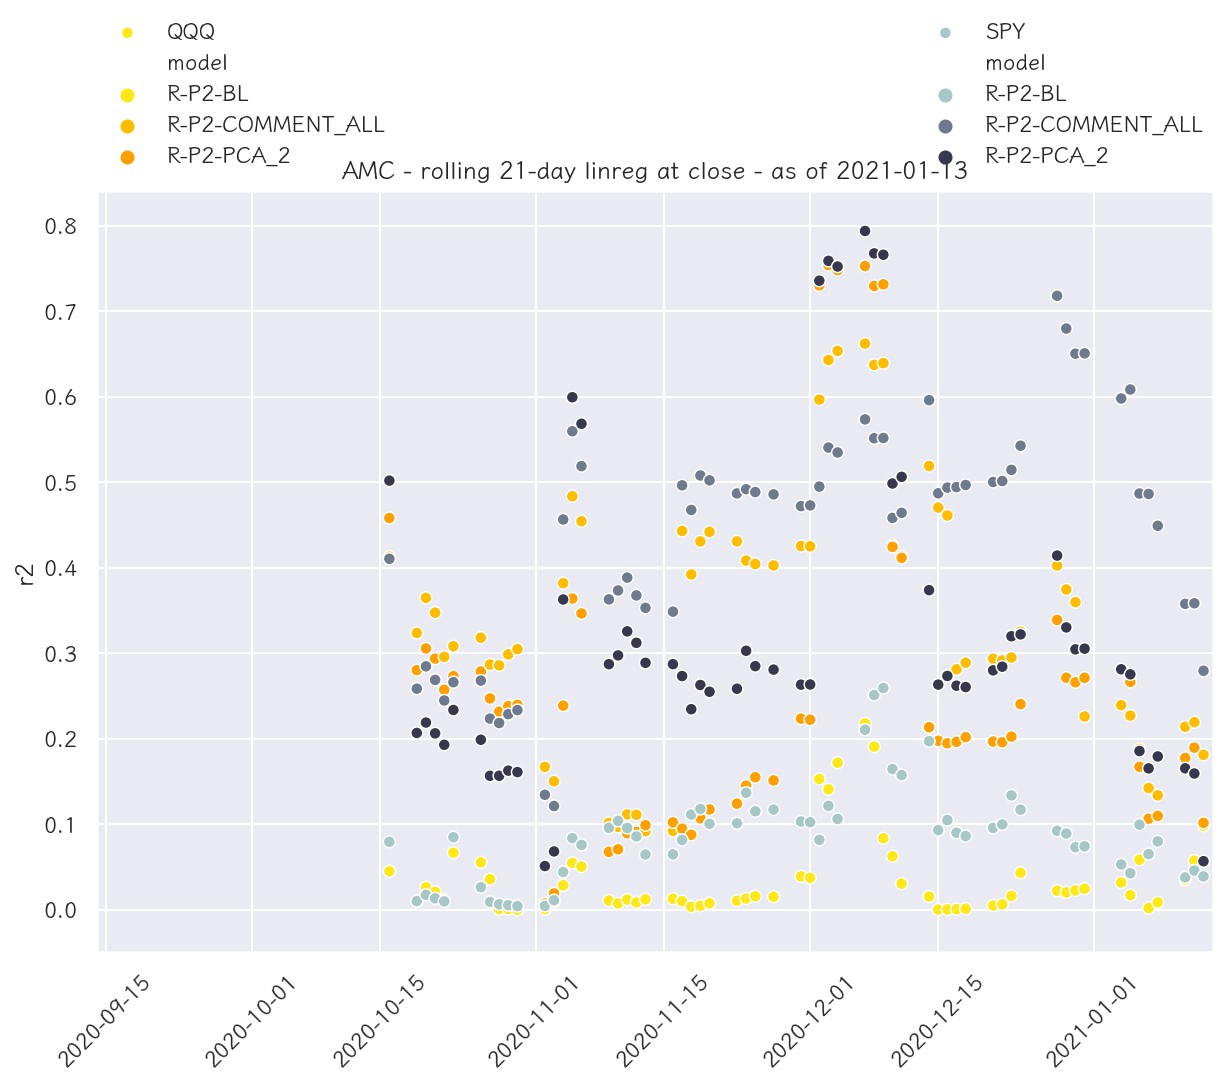 QQQ
model
R-P2-BL
R-P2-COMMENT_ALL
R-P2-PCA_2
SPY
model
R-P2-BL
R-P2-COMMENT_ALL
R-P2-PCA_2
AMC - rolling 21-day linreg at close - as of 2021-01-13
r2
0.8
0.7
0.6
0.5
0.4
0.3
0.2
0.1
0.0
2020-09-15
2020-10-01
2020-10-15
2020-11-01
2020-11-15
2020-12-01
2020-12-15
2021-01-01